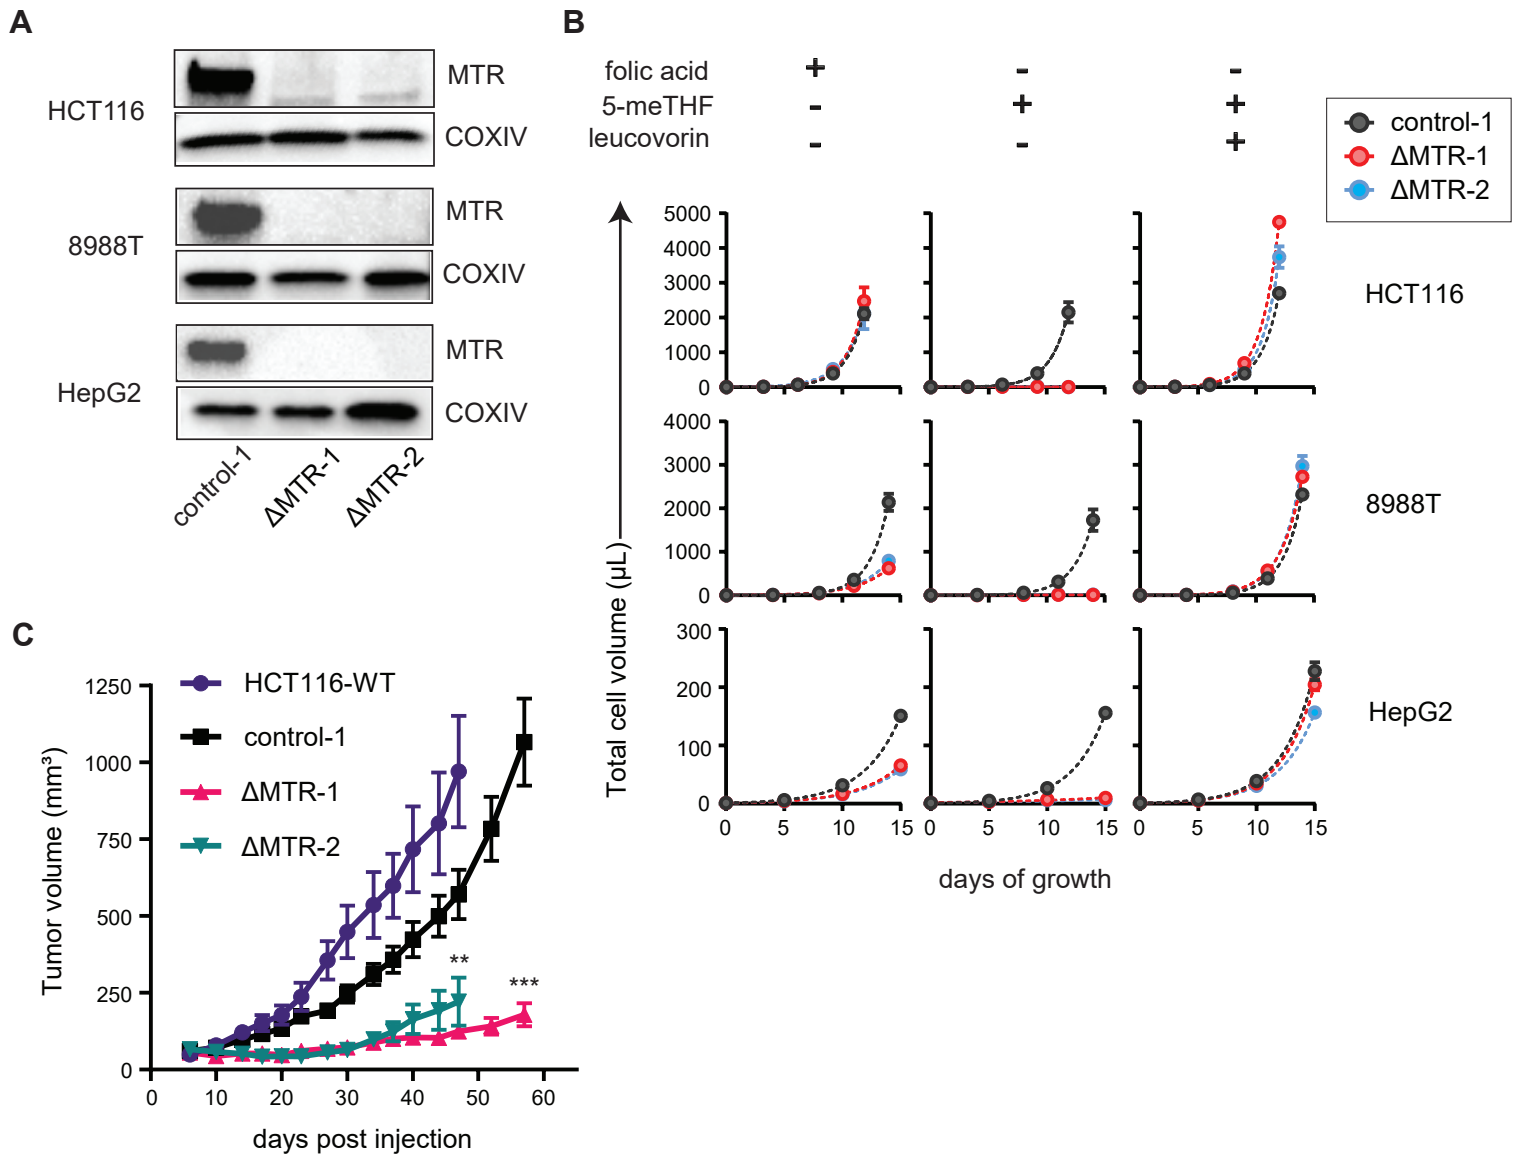 A
HCT116
MTR
COXIV
8988T
MTR
COXIV
HepG2
MTR
COXIV
control-1
ΔMTR-1
ΔMTR-2
B
folic acid + - -
5-meTHF - + +
leucovorin - - +
control-1
ΔMTR-1
ΔMTR-2
Total cell volume (μL)
5000
4000
3000
2000
1000
0
HCT116
4000
3000
2000
1000
0
8988T
300
200
100
0
HepG2
0 5 10 15 0 5 10 15 0 5 10 15
days of growth
C
Tumor volume (mm³)
1250
1000
750
500
250
0
HCT116-WT
control-1
ΔMTR-1
ΔMTR-2
**
***
0 10 20 30 40 50 60
days post injection